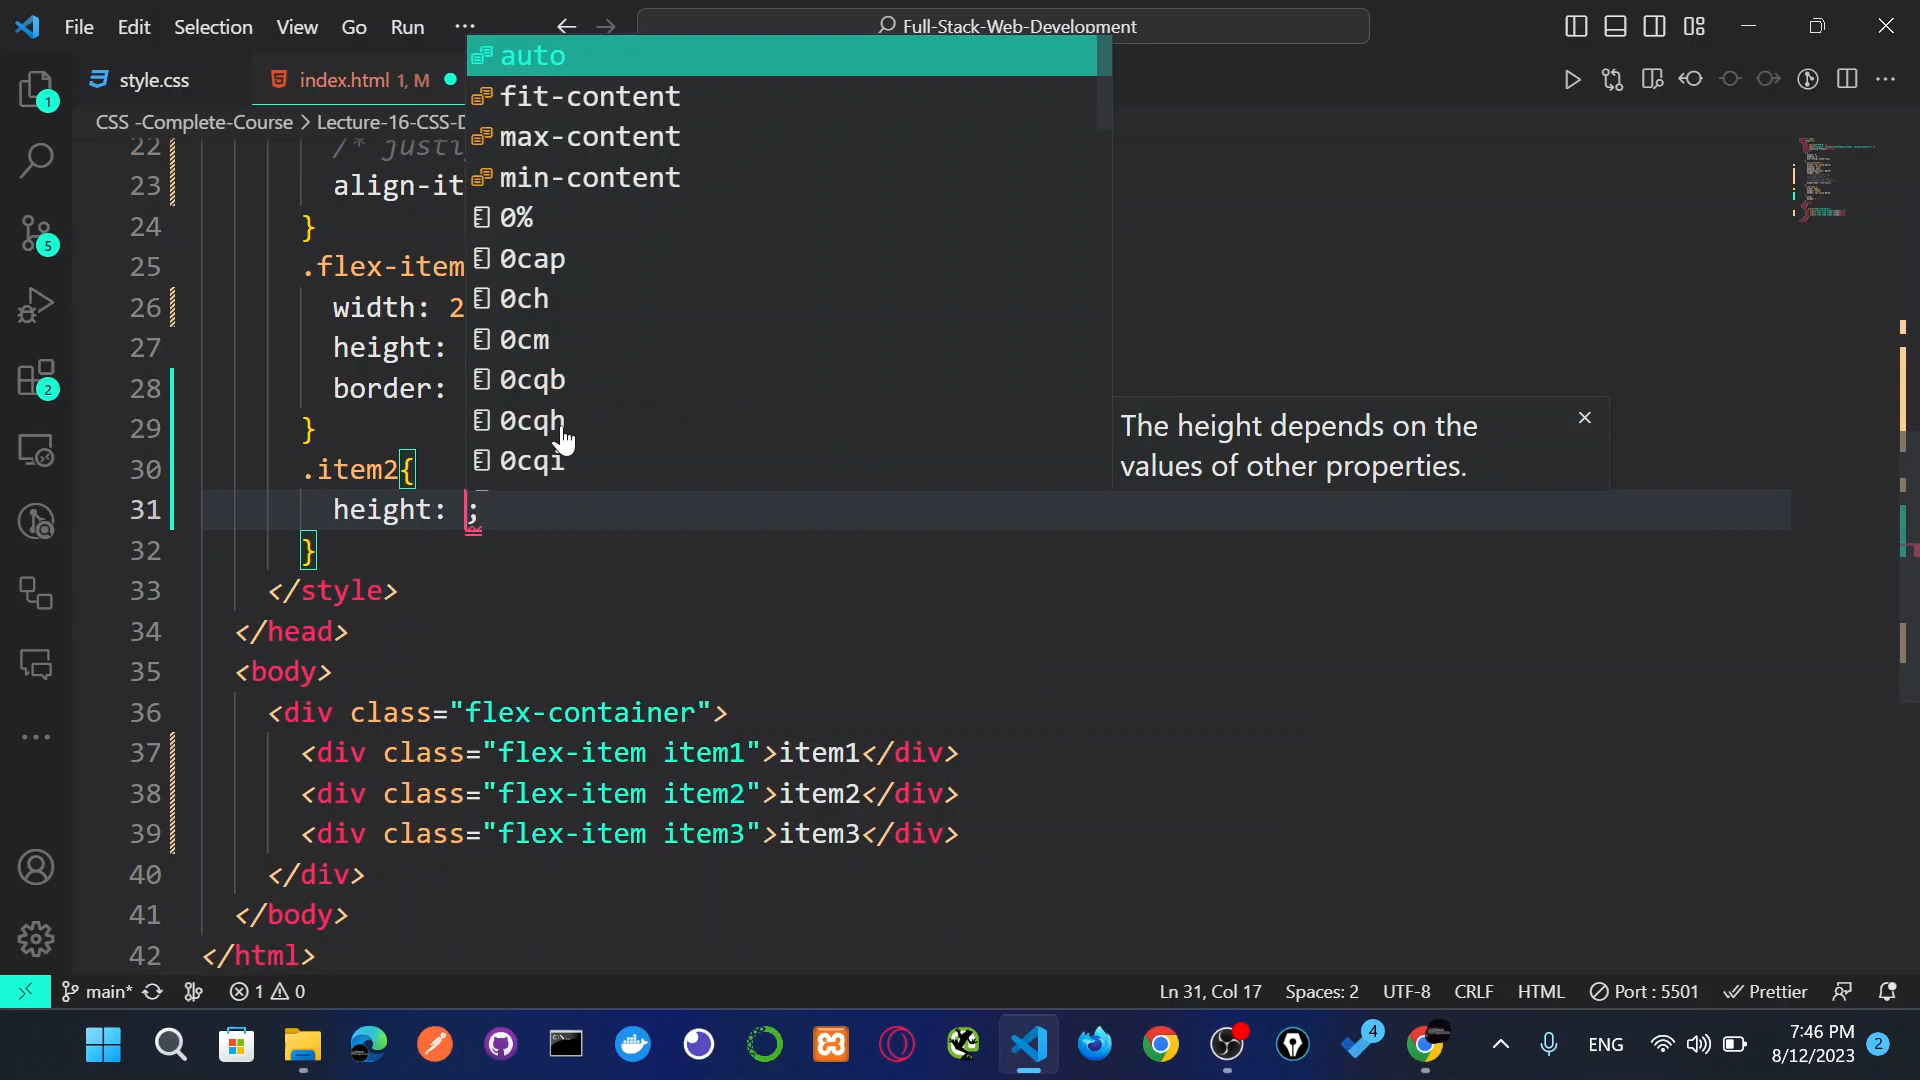 File Edit Selection View Go Run ···
Full-Stack-Web-Development
style.css
index.html 1, M
CSS -Complete-Course > Lecture-16-CSS-D
auto
fit-content
max-content
min-content
0%
0cap
0ch
0cm
0cqb
0cqh
0cqi
The height depends on the
values of other properties.
22 /* justi
23 align-it
24 }
25 .flex-item
26 width: 2
27 height:
28 border:
29 }
30 .item2{
31 height: ;
32 }
33 </style>
34 </head>
35 <body>
36 <div class="flex-container">
37 <div class="flex-item item1">item1</div>
38 <div class="flex-item item2">item2</div>
39 <div class="flex-item item3">item3</div>
40 </div>
41 </body>
42 </html>
1
5
2
main* 1 0 Ln 31, Col 17 Spaces: 2 UTF-8 CRLF HTML Port : 5501 Prettier
4
ENG
7:46 PM
8/12/2023
2